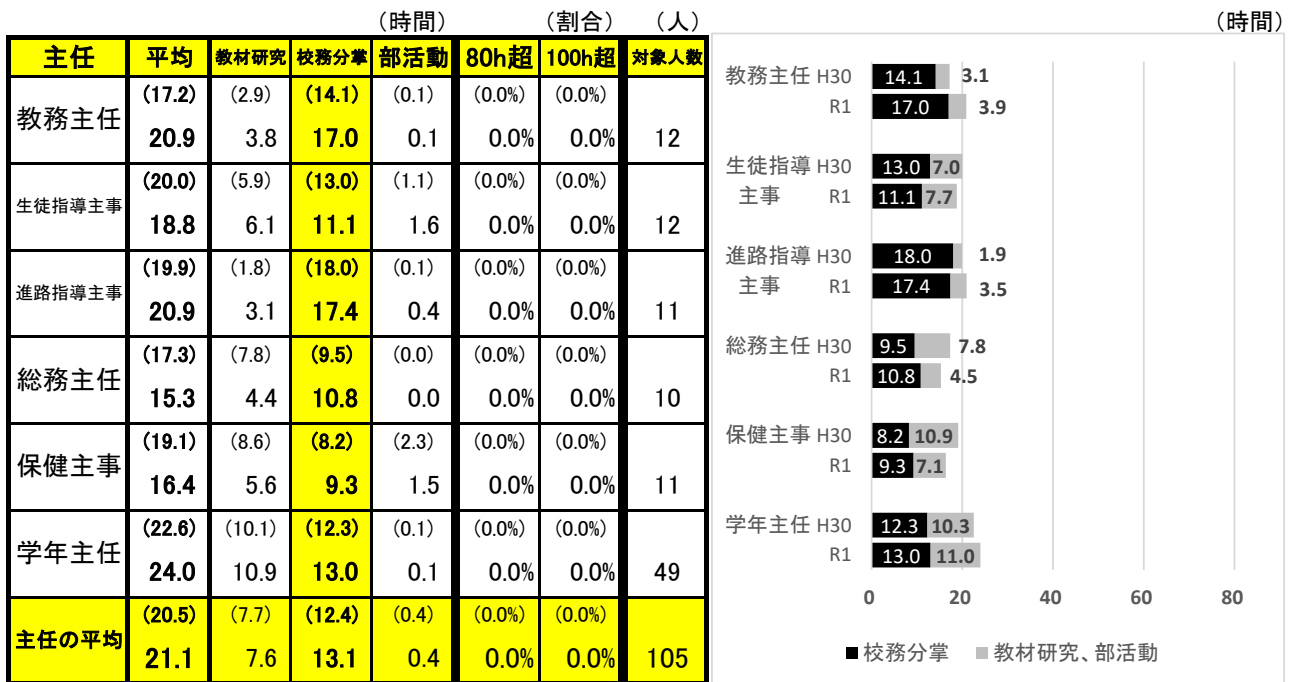 （時間） （割合） （人）
主任 平均 教材研究 校務分掌 部活動 80h超 100h超 対象人数
教務主任 (17.2) (2.9) (14.1) (0.1) (0.0%) (0.0%)
20.9 3.8 17.0 0.1 0.0% 0.0% 12
生徒指導主事 (20.0) (5.9) (13.0) (1.1) (0.0%) (0.0%)
18.8 6.1 11.1 1.6 0.0% 0.0% 12
進路指導主事 (19.9) (1.8) (18.0) (0.1) (0.0%) (0.0%)
20.9 3.1 17.4 0.4 0.0% 0.0% 11
総務主任 (17.3) (7.8) (9.5) (0.0) (0.0%) (0.0%)
15.3 4.4 10.8 0.0 0.0% 0.0% 10
保健主事 (19.1) (8.6) (8.2) (2.3) (0.0%) (0.0%)
16.4 5.6 9.3 1.5 0.0% 0.0% 11
学年主任 (22.6) (10.1) (12.3) (0.1) (0.0%) (0.0%)
24.0 10.9 13.0 0.1 0.0% 0.0% 49
主任の平均 (20.5) (7.7) (12.4) (0.4) (0.0%) (0.0%)
21.1 7.6 13.1 0.4 0.0% 0.0% 105
（時間）
教務主任 H30 14.1 3.1
R1 17.0 3.9
生徒指導 H30 13.0 7.0
主事 R1 11.1 7.7
進路指導 H30 18.0 1.9
主事 R1 17.4 3.5
総務主任 H30 9.5 7.8
R1 10.8 4.5
保健主事 H30 8.2 10.9
R1 9.3 7.1
学年主任 H30 12.3 10.3
R1 13.0 11.0
0 20 40 60 80
■校務分掌 ■教材研究、部活動